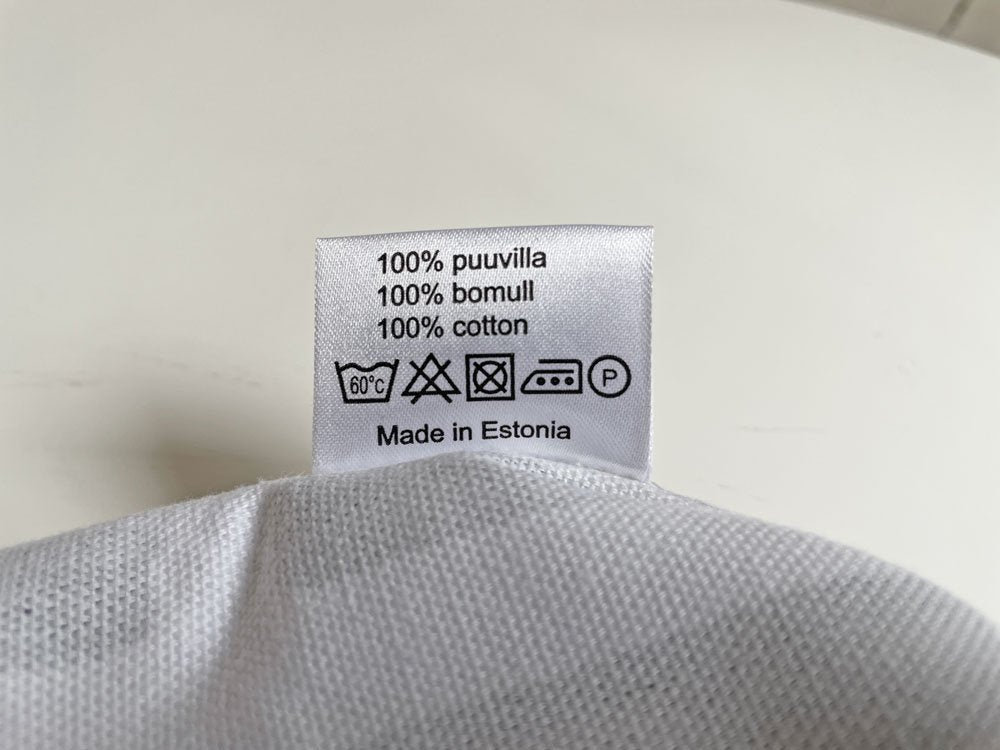 100% puuvilla
100% bomull
100% cotton
60°C P
Made in Estonia